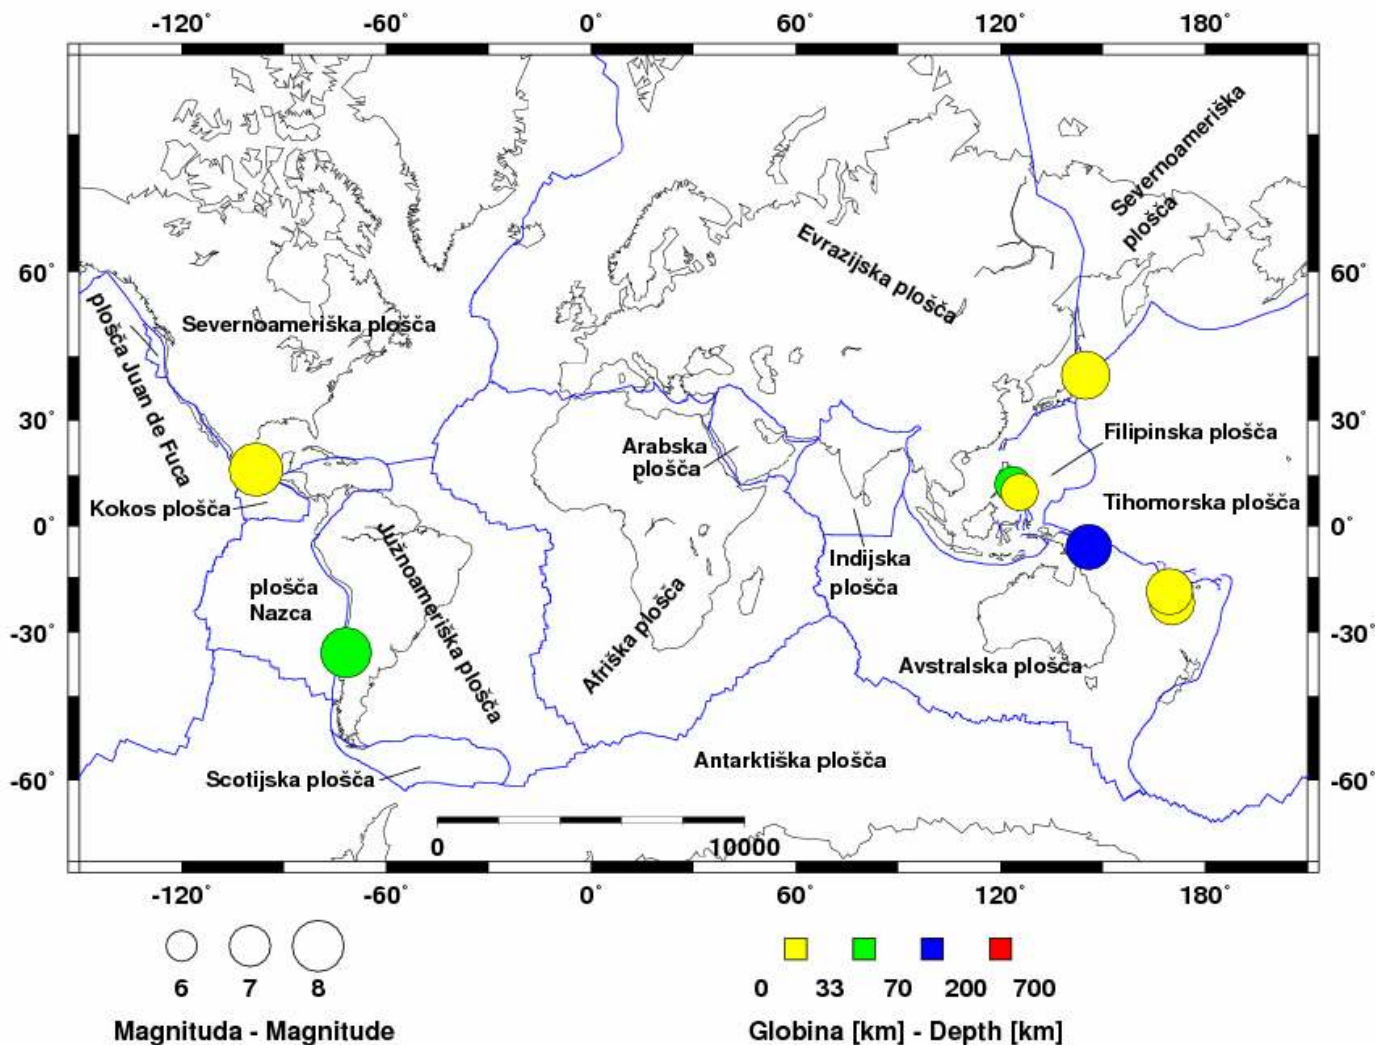 -120° -60° 0° 60° 120° 180°
60° 60°
30° 30°
0° 0°
-30° -30°
-60° -60°
Severnoameriška
plošča
Evrazijska plošča
Severnoameriška plošča
plošča Juan de Fuca
Arabska
plošča
Filipinska plošča
Kokos plošča
Tihomorska plošča
Indijska
plošča
plošča
Nazca
Južnoameriška plošča
Afriška plošča
Avstralska plošča
Scotijska plošča
Antarktiška plošča
0 10000
-120° -60° 0° 60° 120° 180°
6 7 8
0 33 70 200 700
Magnituda - Magnitude
Globina [km] - Depth [km]